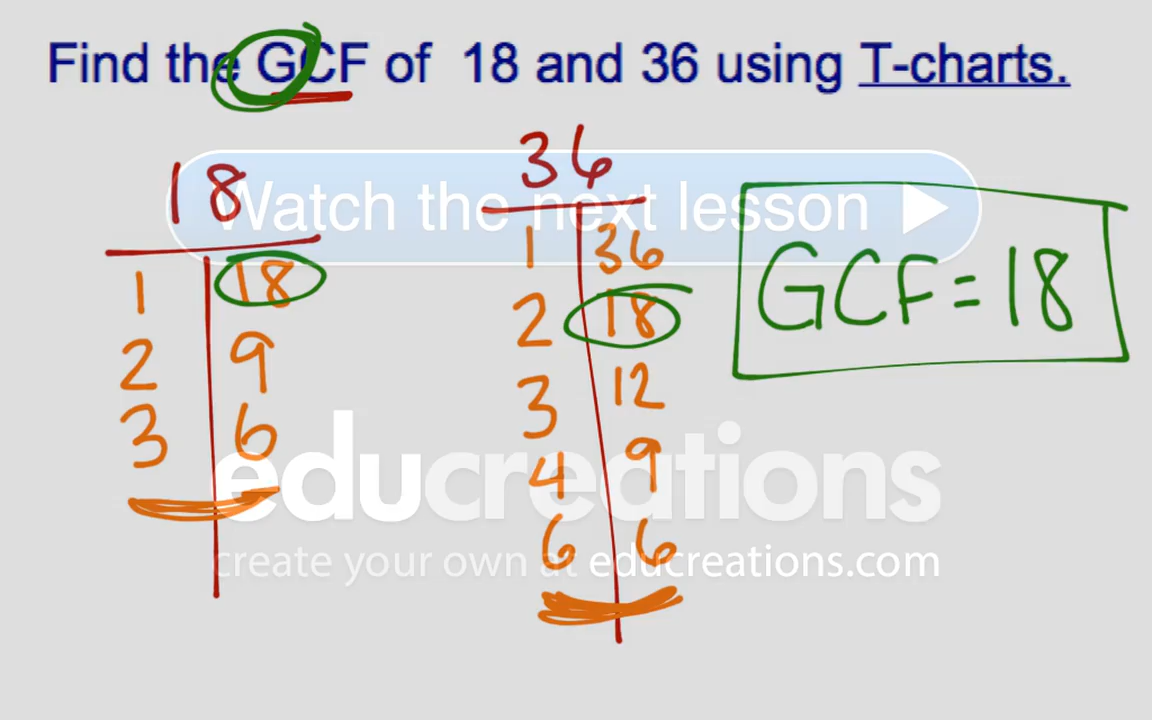 Find the GCF of 18 and 36 using T-charts.
18
1 18
2 9
3 6
36
1 36
2 18
3 12
4 9
6 6
GCF = 18
Watch the next lesson
educreations
create your own at educreations.com